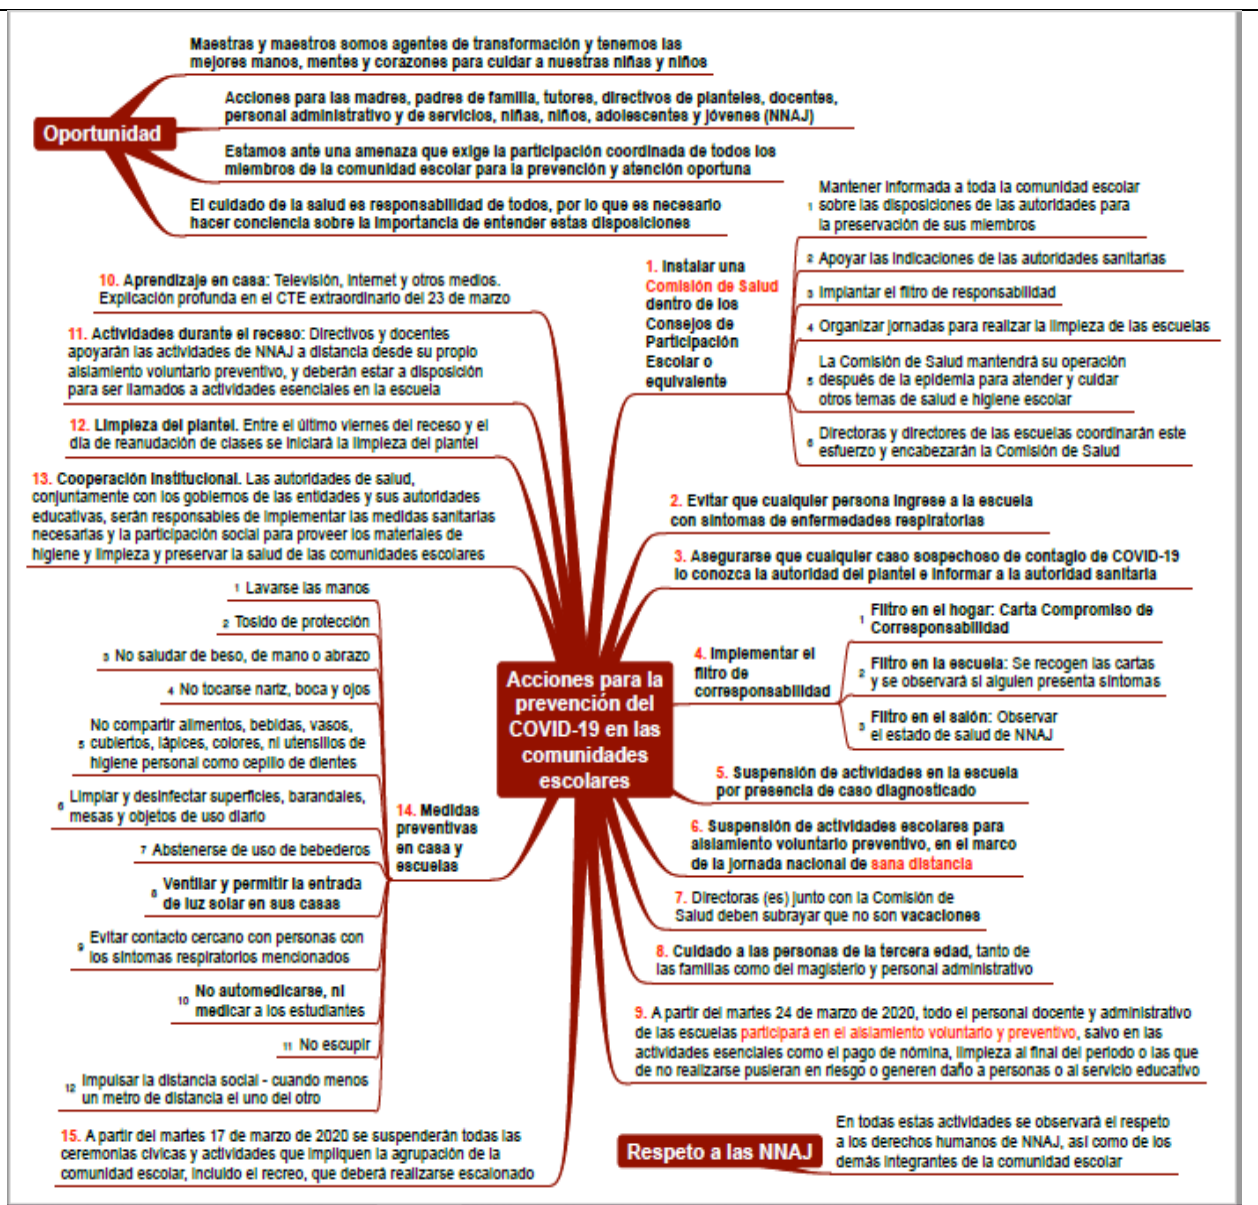 Maestras y maestros somos agentes de transformación y tenemos las
mejores manos, mentes y corazones para cuidar a nuestras niñas y niños
Oportunidad
Acciones para las madres, padres de familia, tutores, directivos de planteles, docentes,
personal administrativo y de servicios, niñas, niños, adolescentes y jóvenes (NNAJ)
Estamos ante una amenaza que exige la participación coordinada de todos los
miembros de la comunidad escolar para la prevención y atención oportuna
El cuidado de la salud es responsabilidad de todos, por lo que es necesario
hacer conciencia sobre la importancia de entender estas disposiciones
Acciones para la
prevención del
COVID-19 en las
comunidades
escolares
1. Instalar una
Comisión de Salud
dentro de los
Consejos de
Participación
Escolar o
equivalente
Mantener informada a toda la comunidad escolar
1 sobre las disposiciones de las autoridades para
la preservación de sus miembros
2 Apoyar las indicaciones de las autoridades sanitarias
3 Implantar el filtro de responsabilidad
4 Organizar jornadas para realizar la limpieza de las escuelas
La Comisión de Salud mantendrá su operación
5 después de la epidemia para atender y cuidar
otros temas de salud e higiene escolar
6 Directoras y directores de las escuelas coordinarán este
esfuerzo y encabezarán la Comisión de Salud
2. Evitar que cualquier persona ingrese a la escuela
con síntomas de enfermedades respiratorias
3. Asegurarse que cualquier caso sospechoso de contagio de COVID-19
lo conozca la autoridad del plantel e informar a la autoridad sanitaria
4. Implementar el
filtro de
corresponsabilidad
1 Filtro en el hogar: Carta Compromiso de
Corresponsabilidad
2 Filtro en la escuela: Se recogen las cartas
y se observará si alguien presenta síntomas
3 Filtro en el salón: Observar
el estado de salud de NNAJ
5. Suspensión de actividades en la escuela
por presencia de caso diagnosticado
6. Suspensión de actividades escolares para
aislamiento voluntario preventivo, en el marco
de la jornada nacional de sana distancia
7. Directoras (es) junto con la Comisión de
Salud deben subrayar que no son vacaciones
8. Cuidado a las personas de la tercera edad, tanto de
las familias como del magisterio y personal administrativo
9. A partir del martes 24 de marzo de 2020, todo el personal docente y administrativo
de las escuelas participará en el aislamiento voluntario y preventivo, salvo en las
actividades esenciales como el pago de nómina, limpieza al final del periodo o las que
de no realizarse pusieran en riesgo o generen daño a personas o al servicio educativo
10. Aprendizaje en casa: Televisión, internet y otros medios.
Explicación profunda en el CTE extraordinario del 23 de marzo
11. Actividades durante el receso: Directivos y docentes
apoyarán las actividades de NNAJ a distancia desde su propio
aislamiento voluntario preventivo, y deberán estar a disposición
para ser llamados a actividades esenciales en la escuela
12. Limpieza del plantel. Entre el último viernes del receso y el
día de reanudación de clases se iniciará la limpieza del plantel
13. Cooperación institucional. Las autoridades de salud,
conjuntamente con los gobiernos de las entidades y sus autoridades
educativas, serán responsables de implementar las medidas sanitarias
necesarias y la participación social para proveer los materiales de
higiene y limpieza y preservar la salud de las comunidades escolares
14. Medidas
preventivas
en casa y
escuelas
1 Lavarse las manos
2 Tosido de protección
3 No saludar de beso, de mano o abrazo
4 No tocarse nariz, boca y ojos
No compartir alimentos, bebidas, vasos,
5 cubiertos, lápices, colores, ni utensilios de
higiene personal como cepillo de dientes
6 Limpiar y desinfectar superficies, barandales,
mesas y objetos de uso diario
7 Abstenerse de uso de bebederos
8 Ventilar y permitir la entrada
de luz solar en sus casas
9 Evitar contacto cercano con personas con
los síntomas respiratorios mencionados
10 No automedicarse, ni
medicar a los estudiantes
11 No escupir
12 Impulsar la distancia social - cuando menos
un metro de distancia el uno del otro
15. A partir del martes 17 de marzo de 2020 se suspenderán todas las
ceremonias cívicas y actividades que impliquen la agrupación de la
comunidad escolar, incluido el recreo, que deberá realizarse escalonado
Respeto a las NNAJ
En todas estas actividades se observará el respeto
a los derechos humanos de NNAJ, así como de los
demás integrantes de la comunidad escolar